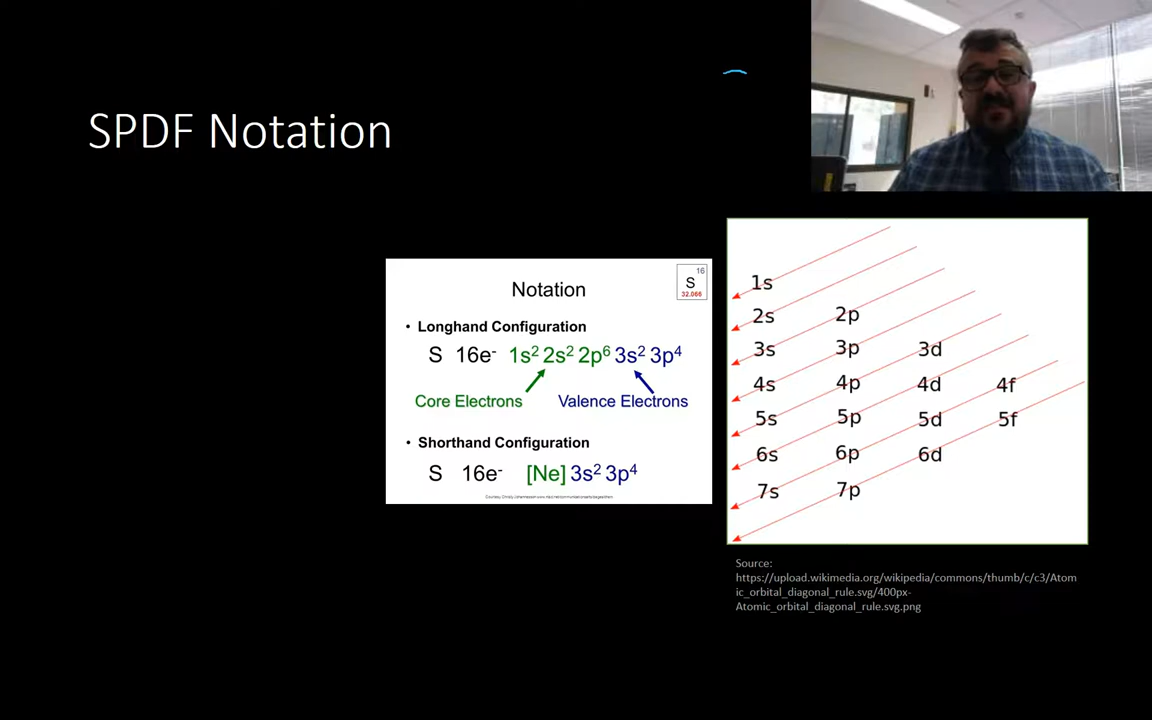 SPDF Notation
16
S
32.066
Notation
• Longhand Configuration
S 16e⁻ 1s² 2s² 2p⁶ 3s² 3p⁴
Core Electrons Valence Electrons
• Shorthand Configuration
S 16e⁻ [Ne] 3s² 3p⁴
1s
2s 2p
3s 3p 3d
4s 4p 4d 4f
5s 5p 5d 5f
6s 6p 6d
7s 7p
Source:
https://upload.wikimedia.org/wikipedia/commons/thumb/c/c3/Atom
ic_orbital_diagonal_rule.svg/400px-
Atomic_orbital_diagonal_rule.svg.png